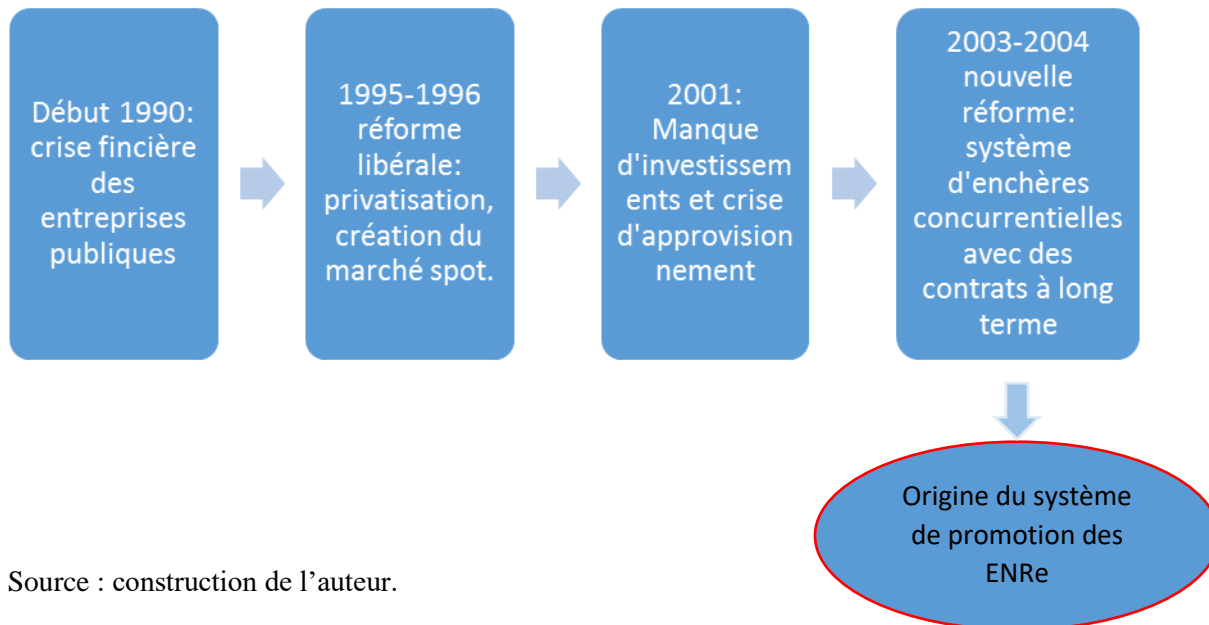 Début 1990:
crise fincière
des
entreprises
publiques
1995-1996
réforme
libérale:
privatisation,
création du
marché spot.
2001:
Manque
d'investissem
ents et crise
d'approvision
nement
2003-2004
nouvelle
réforme:
système
d'enchères
concurrentielles
avec des
contrats à long
terme
Origine du système
de promotion des
ENRe
Source : construction de l’auteur.